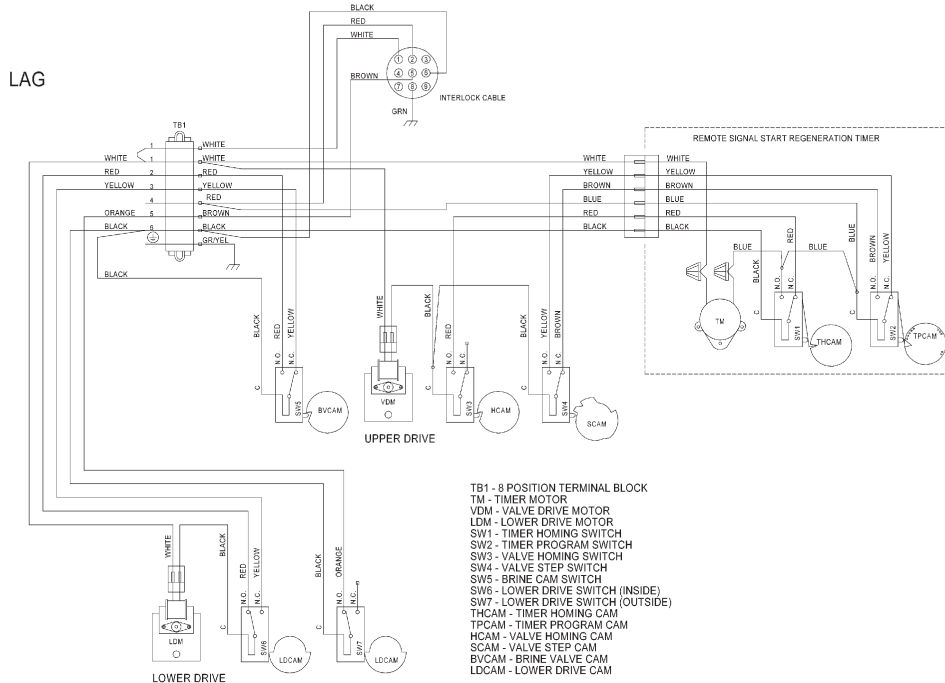 BLACK
RED
WHITE
LAG
1 2 3
4 5 6
7 8 9
BROWN
INTERLOCK CABLE
GRN
TB1
REMOTE SIGNAL START REGENERATION TIMER
1 WHITE
WHITE 1 WHITE WHITE WHITE
RED 2 RED YELLOW YELLOW
YELLOW 3 YELLOW BROWN BROWN
4 RED BLUE BLUE
ORANGE 5 BROWN RED RED
BLACK 6 BLACK BLACK BLACK
GR/YEL
BLACK
BLUE
BLACK
RED
BLUE
BLUE
BROWN
YELLOW
N.O.
N.C.
C
SW1
THCAM
TM
N.O.
N.C.
C
SW2
TPCAM
BLACK
RED
YELLOW
N.O.
N.C.
C
SW5
BVCAM
WHITE
VDM
UPPER DRIVE
BLACK
RED
N.O.
N.C.
C
SW3
HCAM
YELLOW
BROWN
N.O.
N.C.
C
SW4
SCAM
WHITE
LDM
LOWER DRIVE
BLACK
RED
YELLOW
N.O.
N.C.
C
SW6
LDCAM
BLACK
ORANGE
N.O.
N.C.
C
SW7
LDCAM
TB1 - 8 POSITION TERMINAL BLOCK
TM - TIMER MOTOR
VDM - VALVE DRIVE MOTOR
LDM - LOWER DRIVE MOTOR
SW1 - TIMER HOMING SWITCH
SW2 - TIMER PROGRAM SWITCH
SW3 - VALVE HOMING SWITCH
SW4 - VALVE STEP SWITCH
SW5 - BRINE CAM SWITCH
SW6 - LOWER DRIVE SWITCH (INSIDE)
SW7 - LOWER DRIVE SWITCH (OUTSIDE)
THCAM - TIMER HOMING CAM
TPCAM - TIMER PROGRAM CAM
HCAM - VALVE HOMING CAM
SCAM - VALVE STEP CAM
BVCAM - BRINE VALVE CAM
LDCAM - LOWER DRIVE CAM